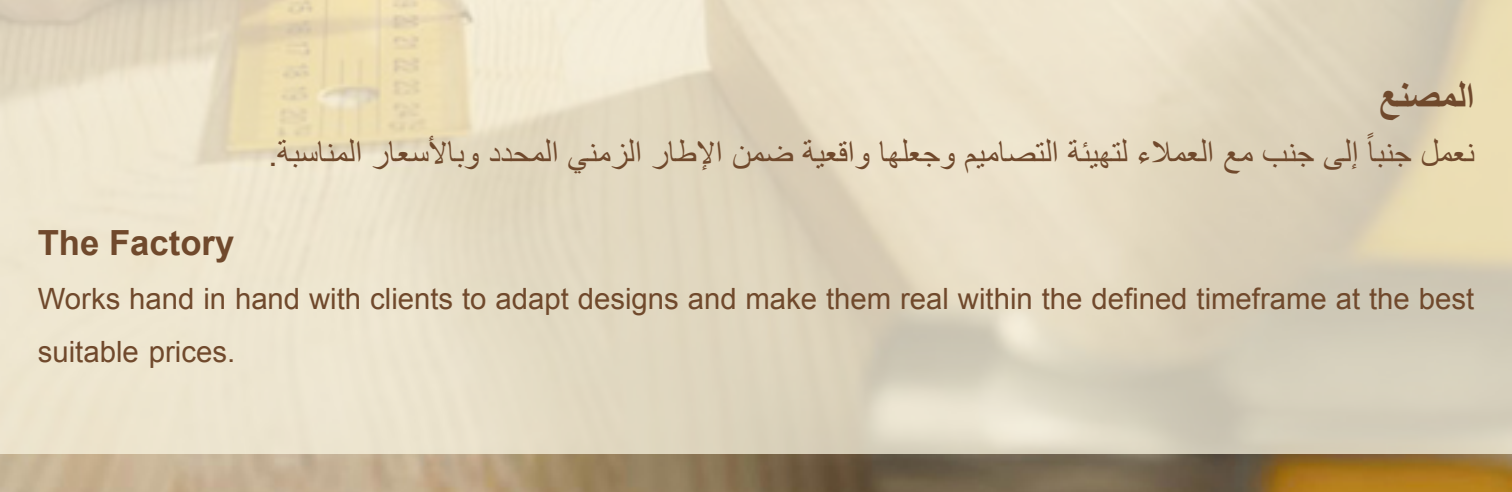 المصنع
نعمل جنباً إلى جنب مع العملاء لتهيئة التصاميم وجعلها واقعية ضمن الإطار الزمني المحدد وبالأسعار المناسبة.
The Factory
Works hand in hand with clients to adapt designs and make them real within the defined timeframe at the best
suitable prices.